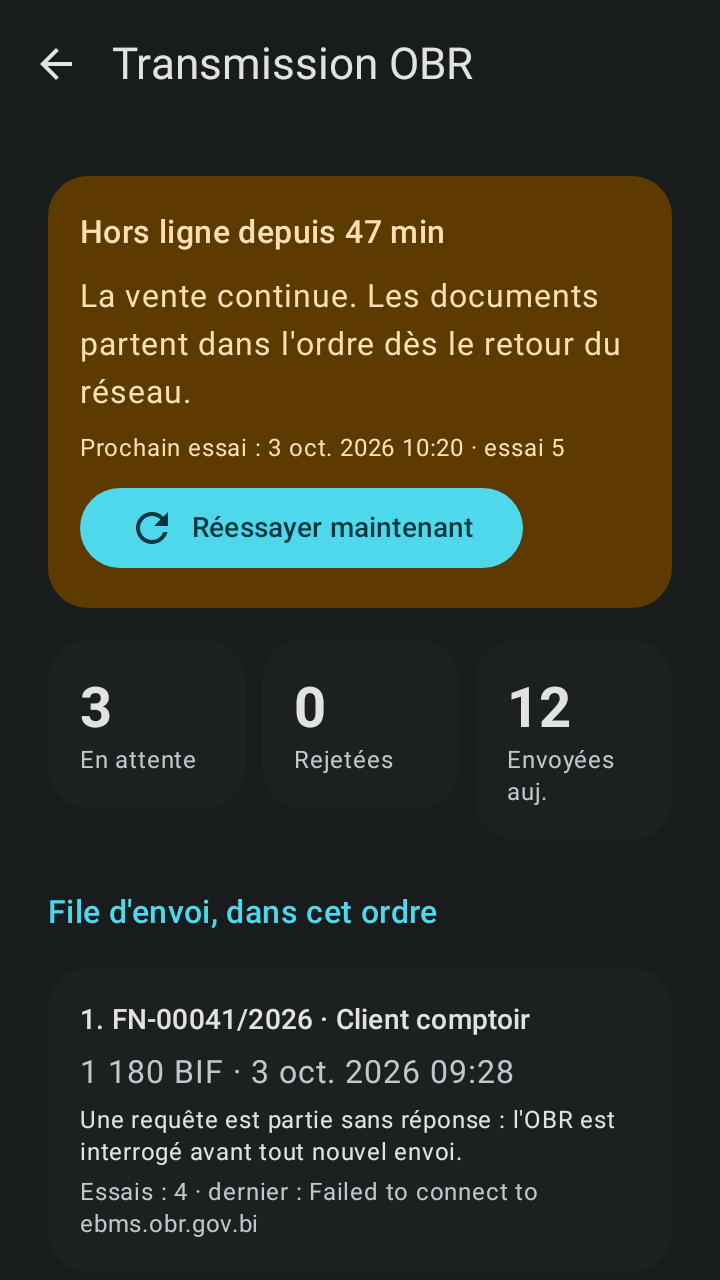 Transmission OBR
Hors ligne depuis 47 min
La vente continue. Les documents
partent dans l'ordre dès le retour du
réseau.
Prochain essai : 3 oct. 2026 10:20 · essai 5
Réessayer maintenant
3
En attente
0
Rejetées
12
Envoyées
auj.
File d'envoi, dans cet ordre
1. FN-00041/2026 · Client comptoir
1 180 BIF · 3 oct. 2026 09:28
Une requête est partie sans réponse : l'OBR est
interrogé avant tout nouvel envoi.
Essais : 4 · dernier : Failed to connect to
ebms.obr.gov.bi